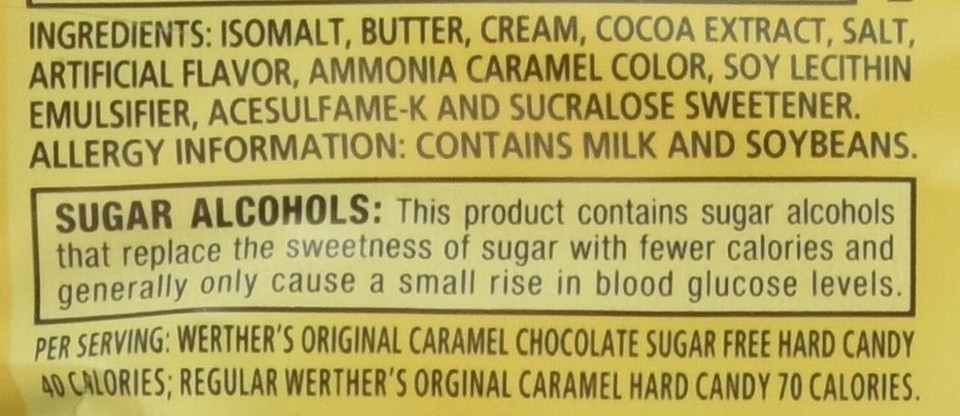 INGREDIENTS: ISOMALT, BUTTER, CREAM, COCOA EXTRACT, SALT,
ARTIFICIAL FLAVOR, AMMONIA CARAMEL COLOR, SOY LECITHIN
EMULSIFIER, ACESULFAME-K AND SUCRALOSE SWEETENER.
ALLERGY INFORMATION: CONTAINS MILK AND SOYBEANS.
SUGAR ALCOHOLS: This product contains sugar alcohols
that replace the sweetness of sugar with fewer calories and
generally only cause a small rise in blood glucose levels.
PER SERVING: WERTHER'S ORIGINAL CARAMEL CHOCOLATE SUGAR FREE HARD CANDY
40 CALORIES; REGULAR WERTHER'S ORGINAL CARAMEL HARD CANDY 70 CALORIES.